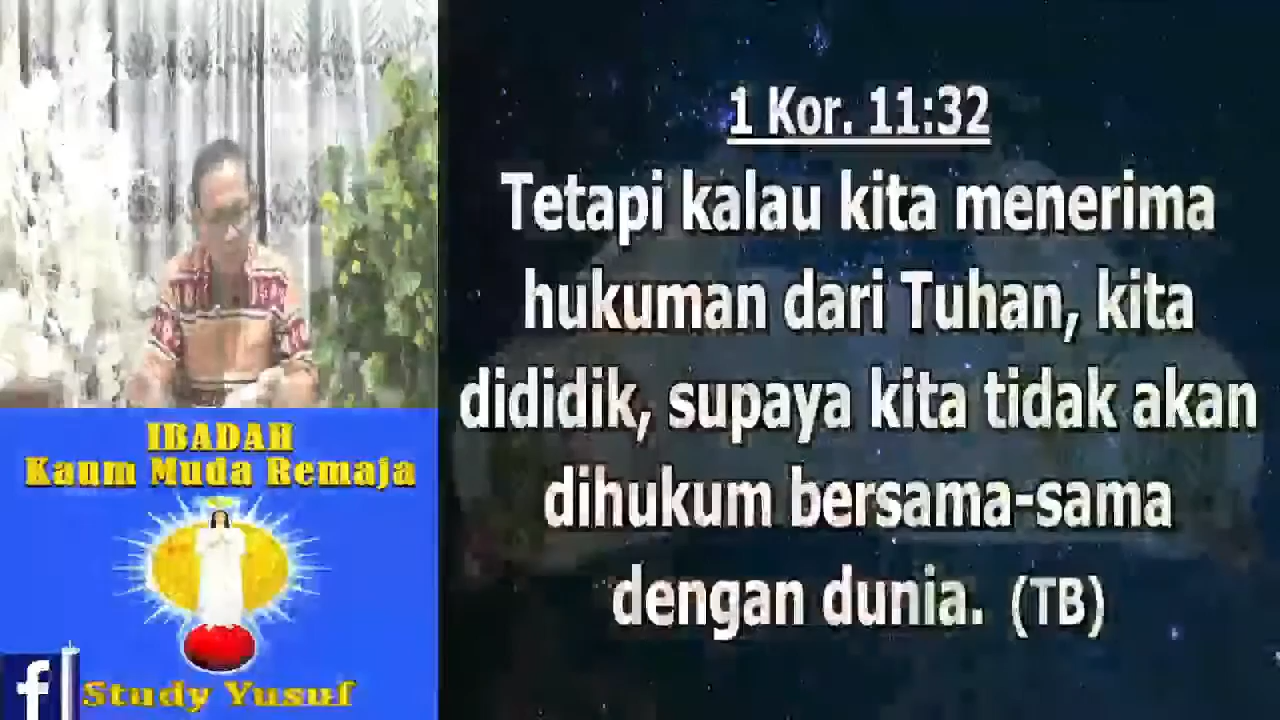 1 Kor. 11:32
Tetapi kalau kita menerima
hukuman dari Tuhan, kita
dididik, supaya kita tidak akan
dihukum bersama-sama
dengan dunia. (TB)
IBADAH
Kaum Muda Remaja
f
Study Yusuf